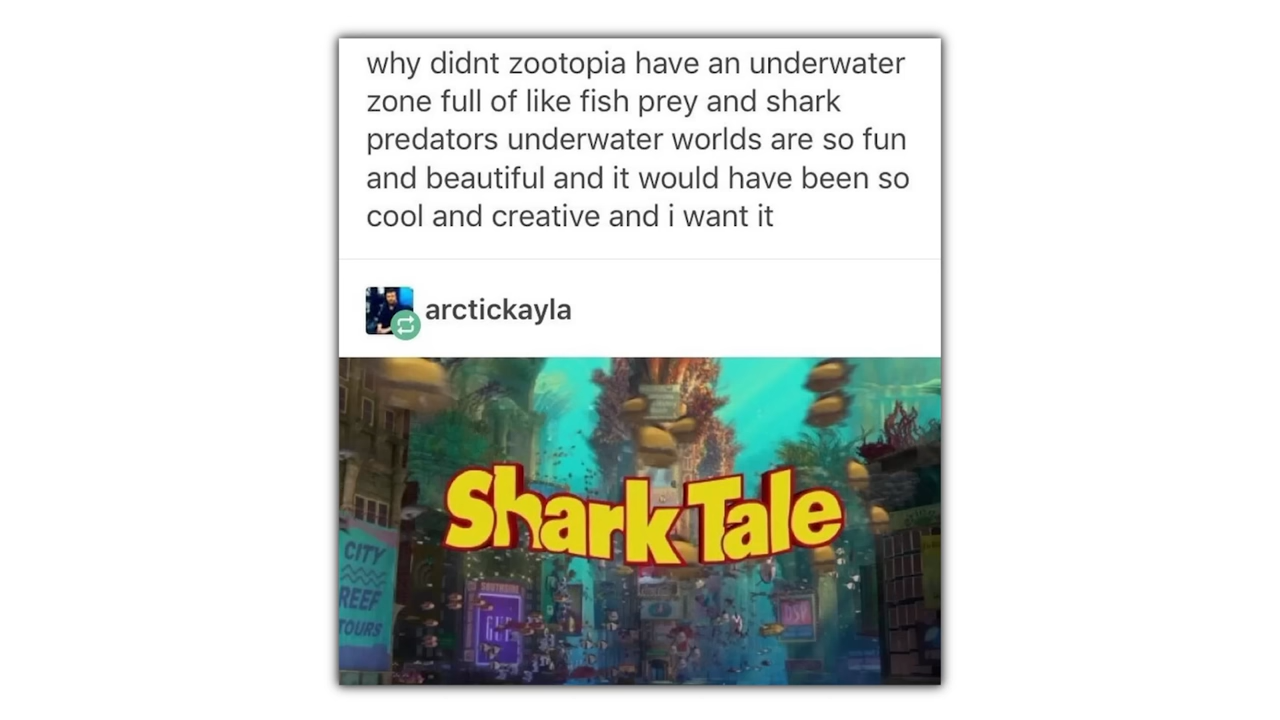 why didnt zootopia have an underwater
zone full of like fish prey and shark
predators underwater worlds are so fun
and beautiful and it would have been so
cool and creative and i want it
arctickayla
Shark Tale
CITY
REEF
TOURS